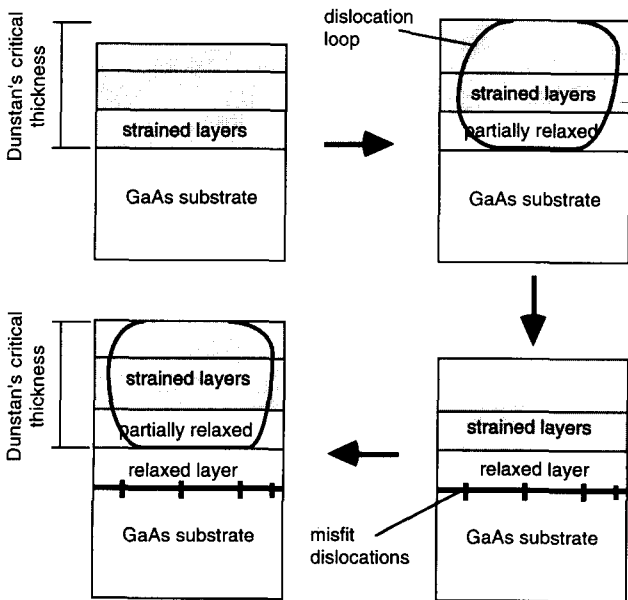 Dunstan's critical
thickness
strained layers
GaAs substrate
dislocation
loop
strained layers
partially relaxed
GaAs substrate
Dunstan's critical
thickness
strained layers
partially relaxed
relaxed layer
GaAs substrate
strained layers
relaxed layer
misfit
dislocations
GaAs substrate